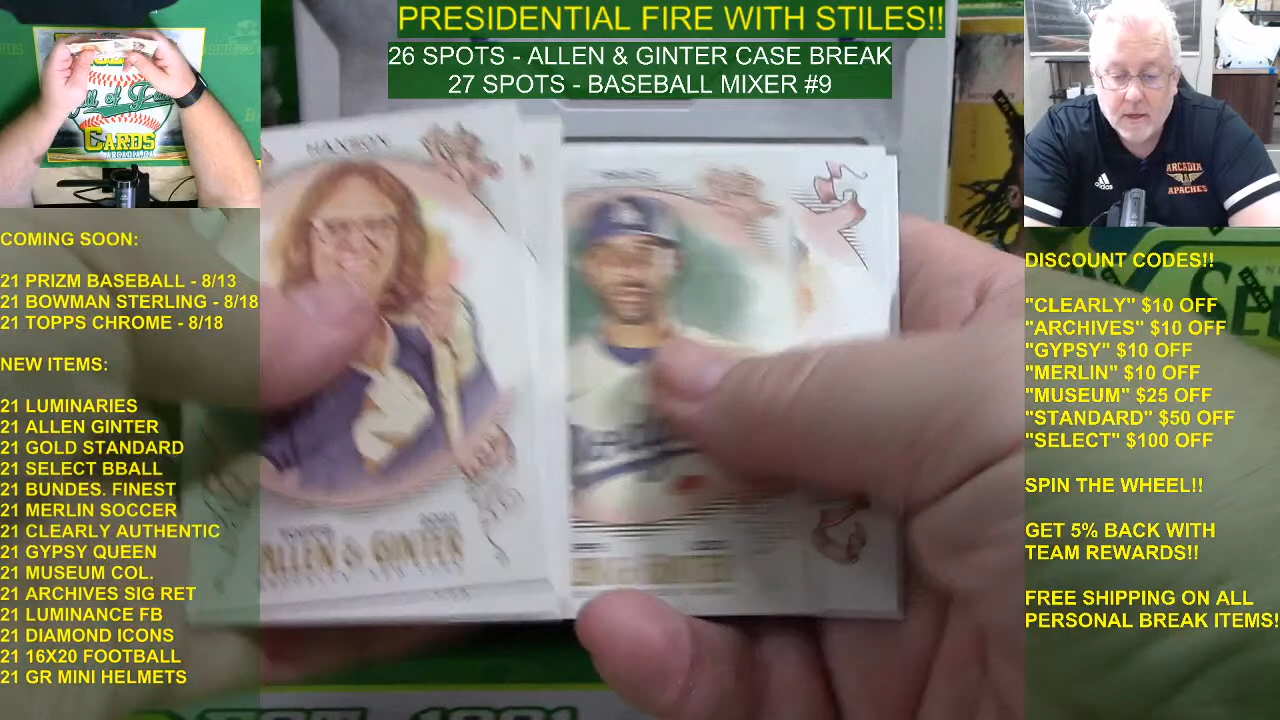 PRESIDENTIAL FIRE WITH STILES!!
26 SPOTS - ALLEN & GINTER CASE BREAK
27 SPOTS - BASEBALL MIXER #9
CARDS
ARCADIA
APACHES
adidas
COMING SOON:
21 PRIZM BASEBALL - 8/13
21 BOWMAN STERLING - 8/18
21 TOPPS CHROME - 8/18
NEW ITEMS:
21 LUMINARIES
21 ALLEN GINTER
21 GOLD STANDARD
21 SELECT BBALL
21 BUNDES. FINEST
21 MERLIN SOCCER
21 CLEARLY AUTHENTIC
21 GYPSY QUEEN
21 MUSEUM COL.
21 ARCHIVES SIG RET
21 LUMINANCE FB
21 DIAMOND ICONS
21 16X20 FOOTBALL
21 GR MINI HELMETS
HANSON
ALLEN & GINTER
DISCOUNT CODES!!
"CLEARLY" $10 OFF
"ARCHIVES" $10 OFF
"GYPSY" $10 OFF
"MERLIN" $10 OFF
"MUSEUM" $25 OFF
"STANDARD" $50 OFF
"SELECT" $100 OFF
SPIN THE WHEEL!!
GET 5% BACK WITH
TEAM REWARDS!!
FREE SHIPPING ON ALL
PERSONAL BREAK ITEMS!